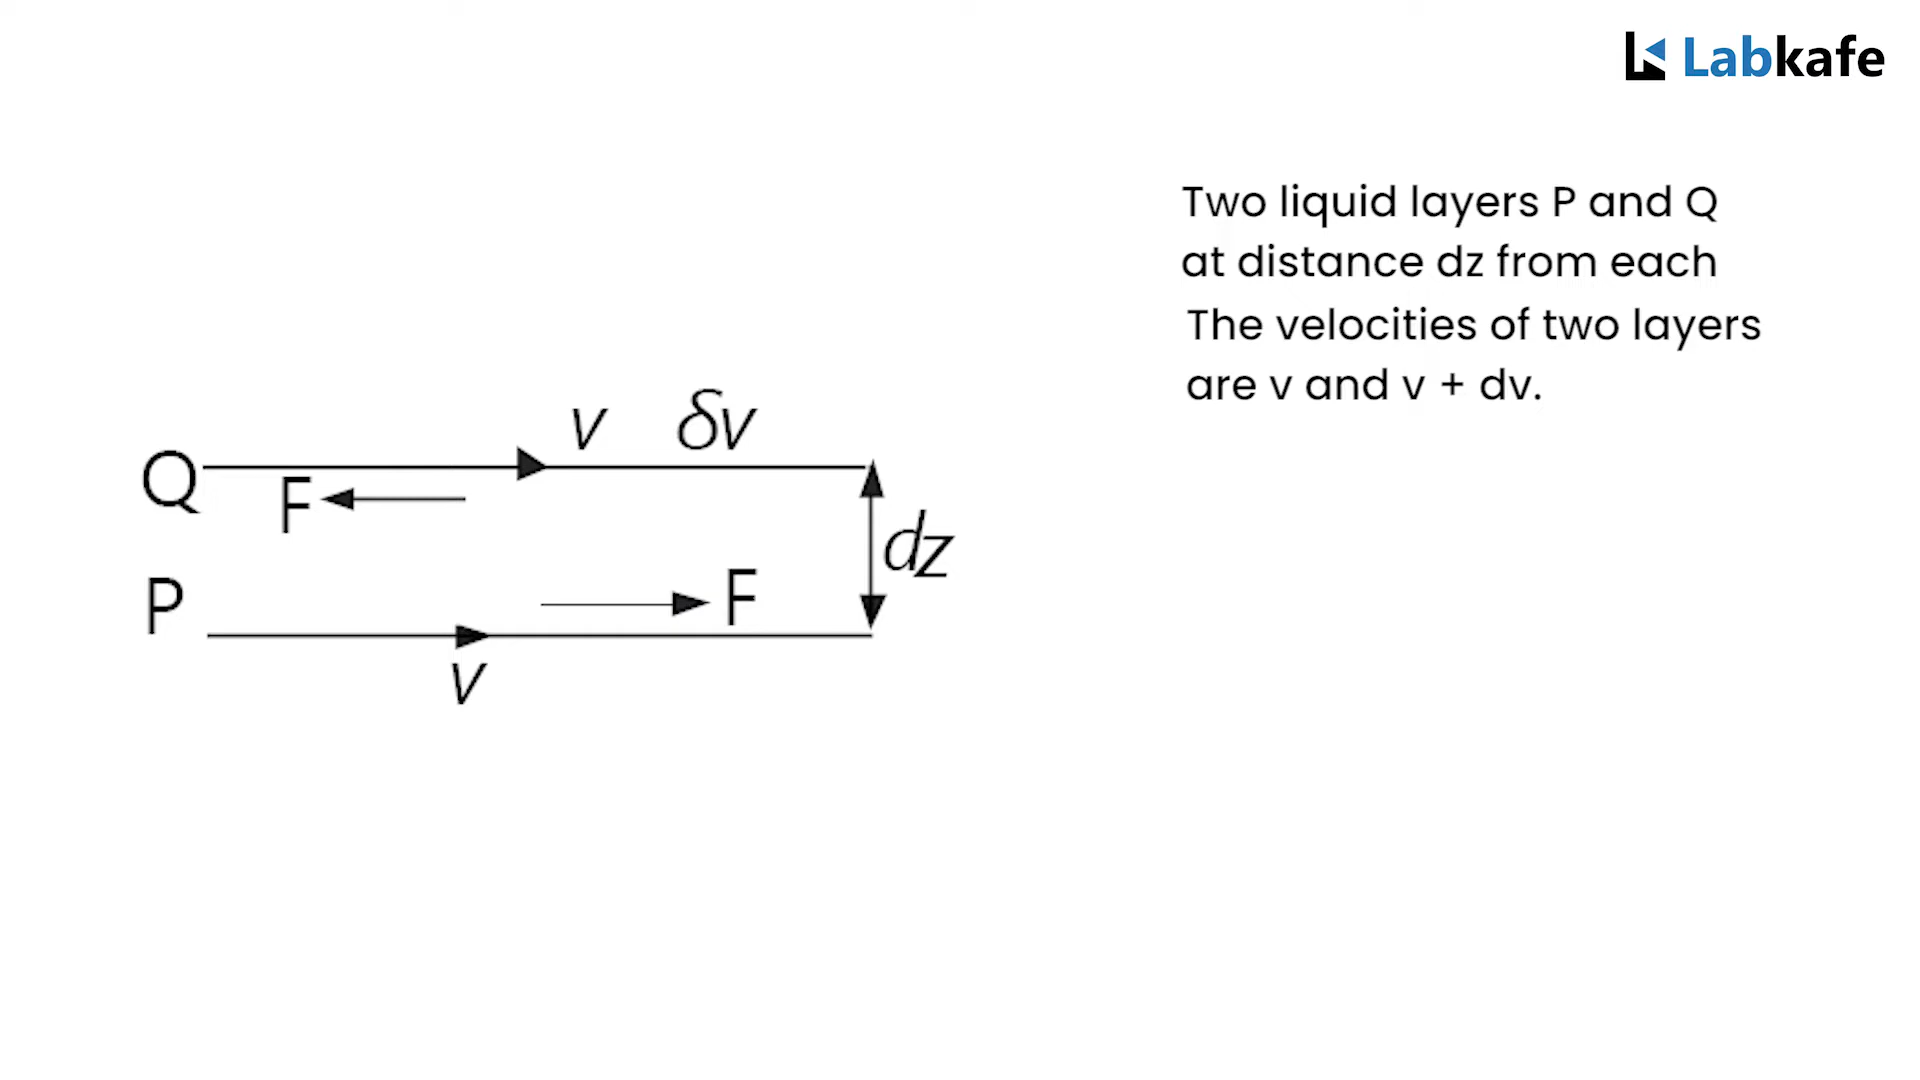 Labkafe
Two liquid layers P and Q
at distance dz from each
The velocities of two layers
are v and v + dv.
v δv
Q
F
dz
P
F
v